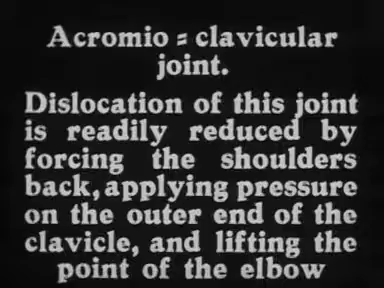 Acromio = clavicular
joint.
Dislocation of this joint
is readily reduced by
forcing the shoulders
back, applying pressure
on the outer end of the
clavicle, and lifting the
point of the elbow